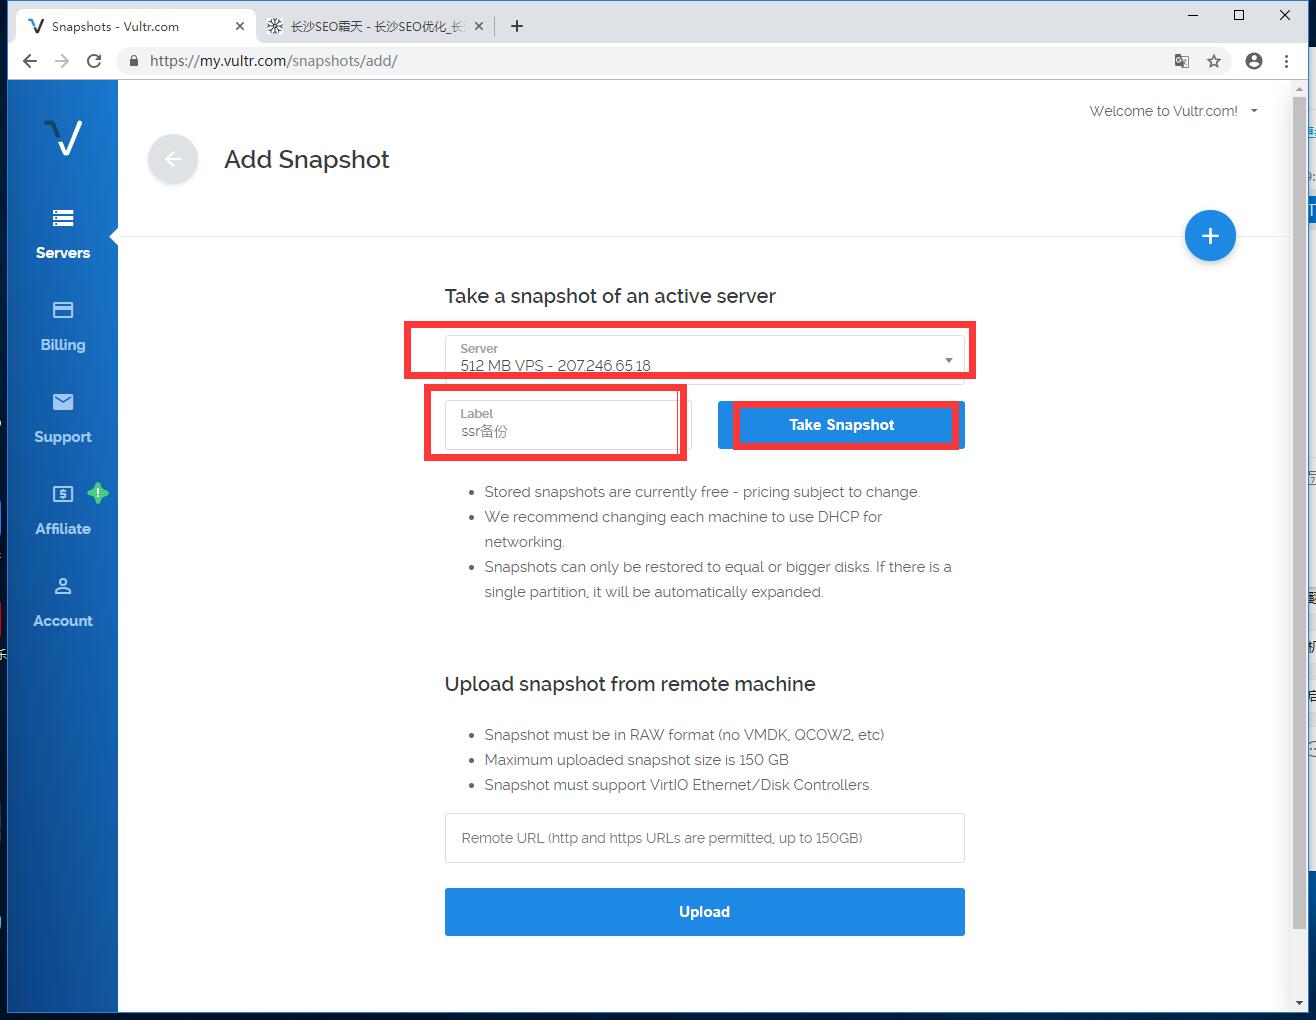 Snapshots - Vultr.com
长沙SEO霜天 - 长沙SEO优化_长
https://my.vultr.com/snapshots/add/
Welcome to Vultr.com!
Add Snapshot
Servers
Billing
Support
Affiliate
Account
Take a snapshot of an active server
Server
512 MB VPS - 207.246.65.18
Label
ssr备份
Take Snapshot
Stored snapshots are currently free - pricing subject to change.
We recommend changing each machine to use DHCP for
networking.
Snapshots can only be restored to equal or bigger disks. If there is a
single partition, it will be automatically expanded.
Upload snapshot from remote machine
Snapshot must be in RAW format (no VMDK, QCOW2, etc)
Maximum uploaded snapshot size is 150 GB.
Snapshot must support VirtIO Ethernet/Disk Controllers.
Remote URL (http and https URLs are permitted, up to 150GB)
Upload